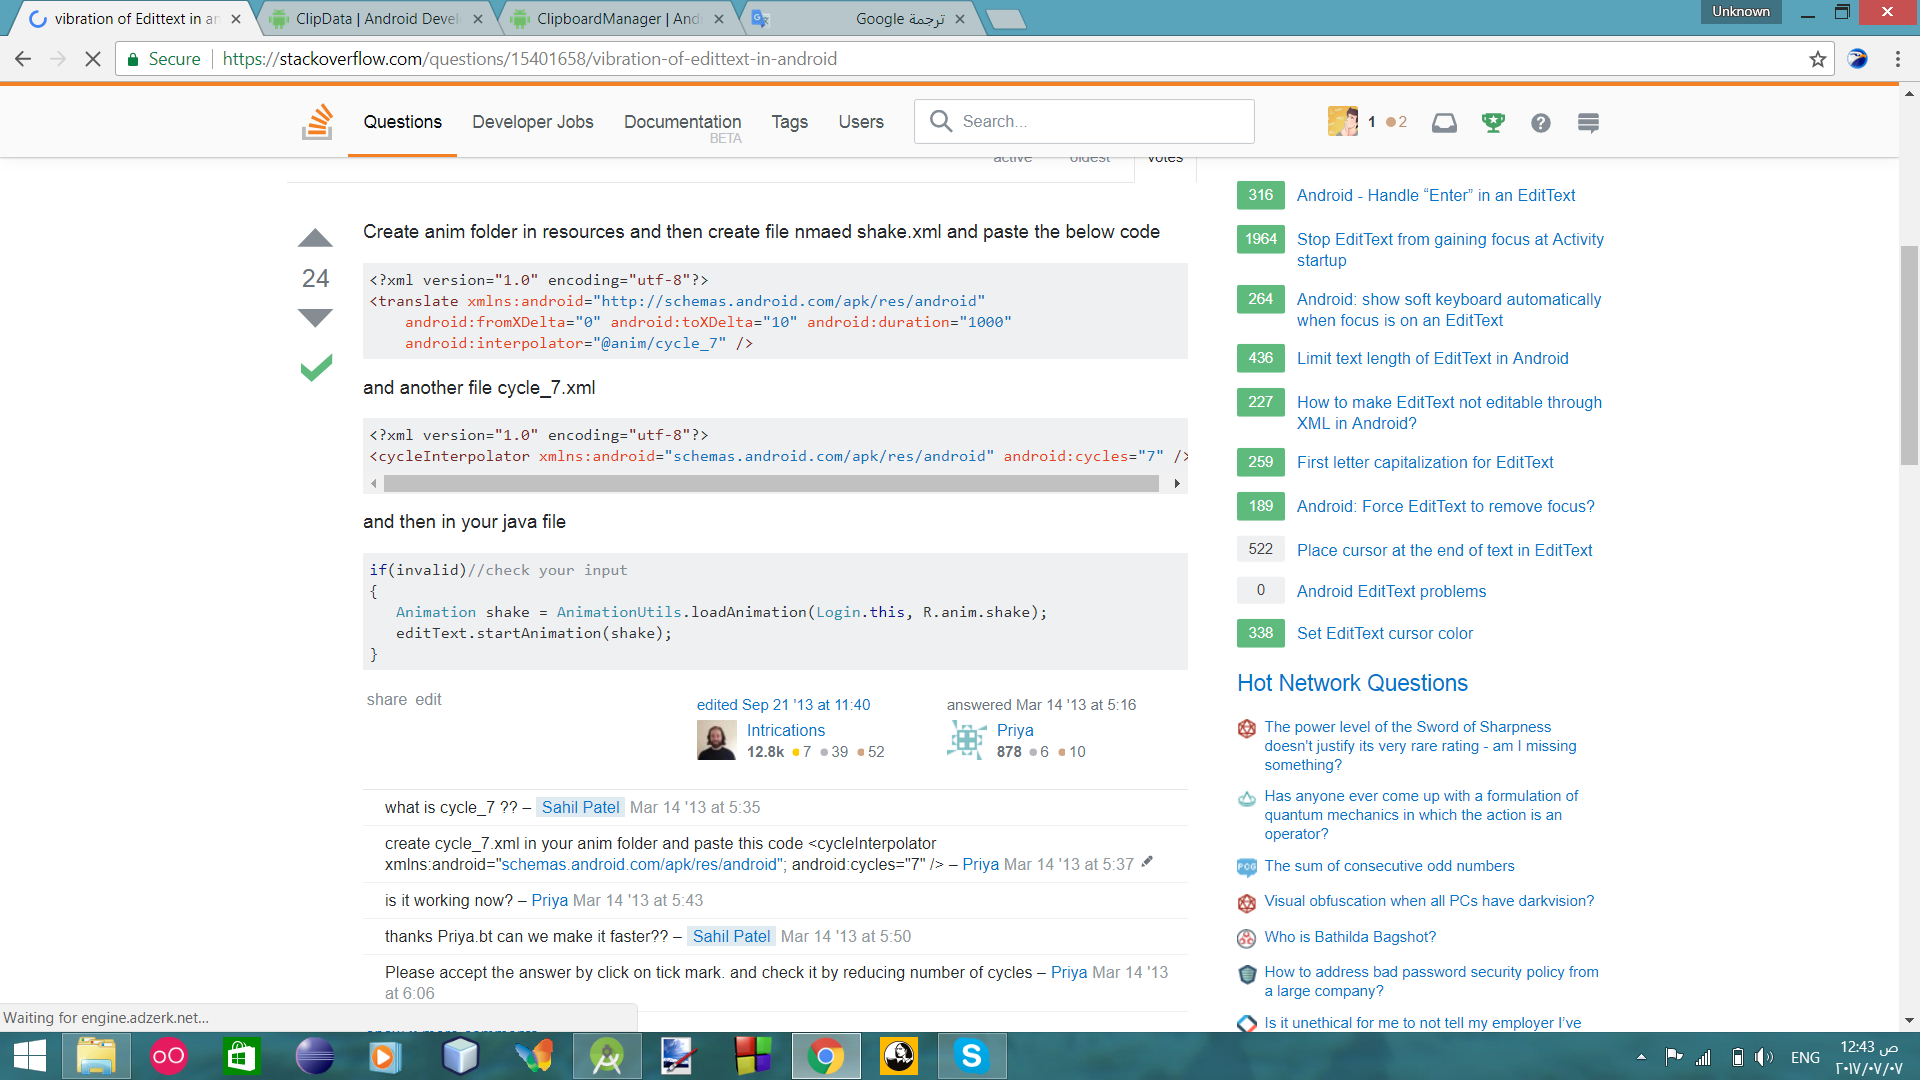 vibration of Edittext in an
ClipData | Android Devel
ClipboardManager | And
ترجمة Google
Unknown
Secure
https://stackoverflow.com/questions/15401658/vibration-of-edittext-in-android
Questions
Developer Jobs
Documentation
BETA
Tags
Users
Search...
1
2
active
oldest
votes
24
Create anim folder in resources and then create file nmaed shake.xml and paste the below code
<?xml version="1.0" encoding="utf-8"?>
<translate xmlns:android="http://schemas.android.com/apk/res/android"
android:fromXDelta="0" android:toXDelta="10" android:duration="1000"
android:interpolator="@anim/cycle_7" />
and another file cycle_7.xml
<?xml version="1.0" encoding="utf-8"?>
<cycleInterpolator xmlns:android="schemas.android.com/apk/res/android" android:cycles="7" />
and then in your java file
if(invalid)//check your input
{
Animation shake = AnimationUtils.loadAnimation(Login.this, R.anim.shake);
editText.startAnimation(shake);
}
share edit
edited Sep 21 '13 at 11:40
Intrications
12.8k 7 39 52
answered Mar 14 '13 at 5:16
Priya
878 6 10
what is cycle_7 ?? – Sahil Patel Mar 14 '13 at 5:35
create cycle_7.xml in your anim folder and paste this code <cycleInterpolator
xmlns:android="schemas.android.com/apk/res/android"; android:cycles="7" /> – Priya Mar 14 '13 at 5:37
is it working now? – Priya Mar 14 '13 at 5:43
thanks Priya.bt can we make it faster?? – Sahil Patel Mar 14 '13 at 5:50
Please accept the answer by click on tick mark. and check it by reducing number of cycles – Priya Mar 14 '13
at 6:06
316 Android - Handle “Enter” in an EditText
1964 Stop EditText from gaining focus at Activity
startup
264 Android: show soft keyboard automatically
when focus is on an EditText
436 Limit text length of EditText in Android
227 How to make EditText not editable through
XML in Android?
259 First letter capitalization for EditText
189 Android: Force EditText to remove focus?
522 Place cursor at the end of text in EditText
0 Android EditText problems
338 Set EditText cursor color
Hot Network Questions
The power level of the Sword of Sharpness
doesn't justify its very rare rating - am I missing
something?
Has anyone ever come up with a formulation of
quantum mechanics in which the action is an
operator?
PCG
The sum of consecutive odd numbers
Visual obfuscation when all PCs have darkvision?
Who is Bathilda Bagshot?
How to address bad password security policy from
a large company?
Is it unethical for me to not tell my employer I’ve
Waiting for engine.adzerk.net...
ENG
12:43 ص
٢٠١٧/٠٧/٠٧